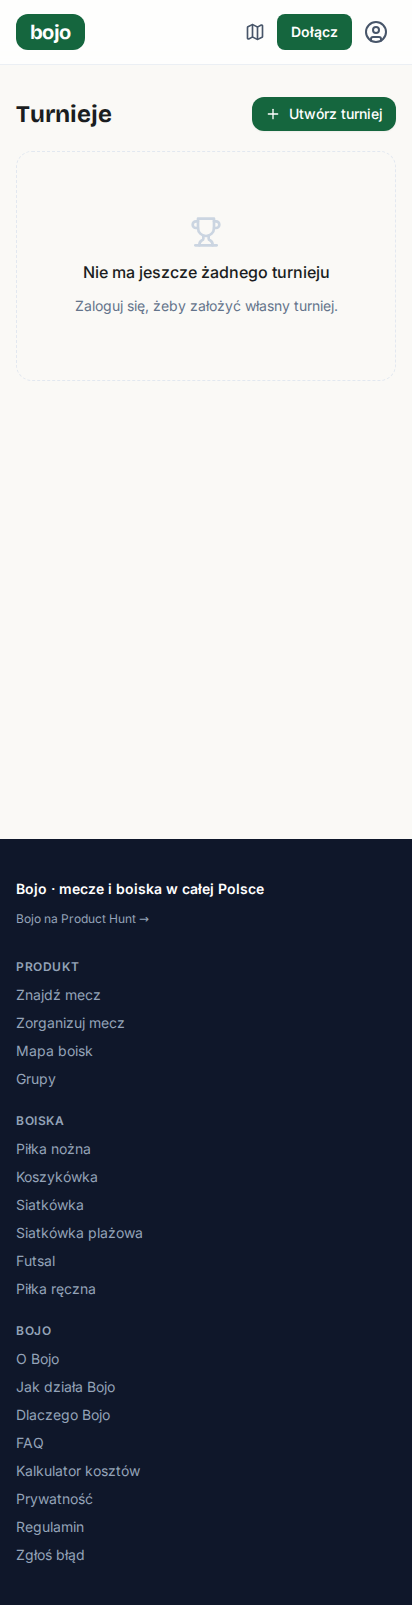 bojo
Dołącz
Turnieje
Utwórz turniej
Nie ma jeszcze żadnego turnieju
Zaloguj się, żeby założyć własny turniej.
Bojo · mecze i boiska w całej Polsce
Bojo na Product Hunt →
PRODUKT
Znajdź mecz
Zorganizuj mecz
Mapa boisk
Grupy
BOISKA
Piłka nożna
Koszykówka
Siatkówka
Siatkówka plażowa
Futsal
Piłka ręczna
BOJO
O Bojo
Jak działa Bojo
Dlaczego Bojo
FAQ
Kalkulator kosztów
Prywatność
Regulamin
Zgłoś błąd